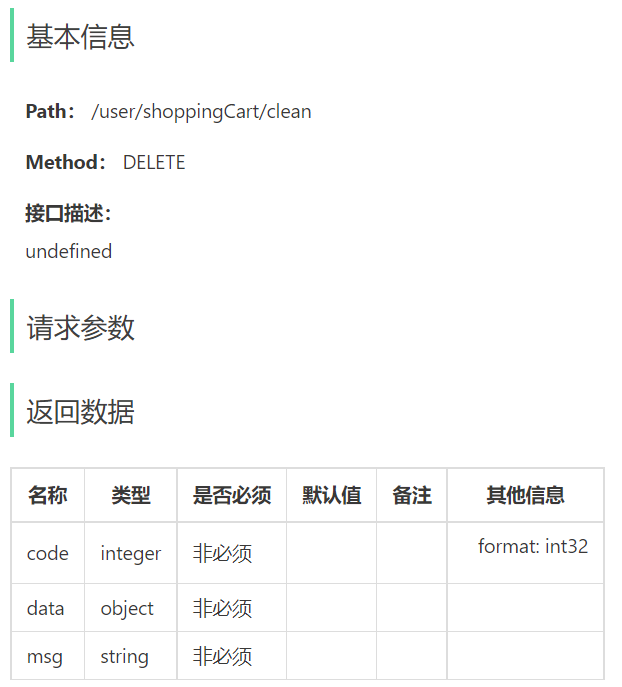 基本信息
Path： /user/shoppingCart/clean
Method： DELETE
接口描述：
undefined
请求参数
返回数据
名称 类型 是否必须 默认值 备注 其他信息
code integer 非必须 format: int32
data object 非必须
msg string 非必须